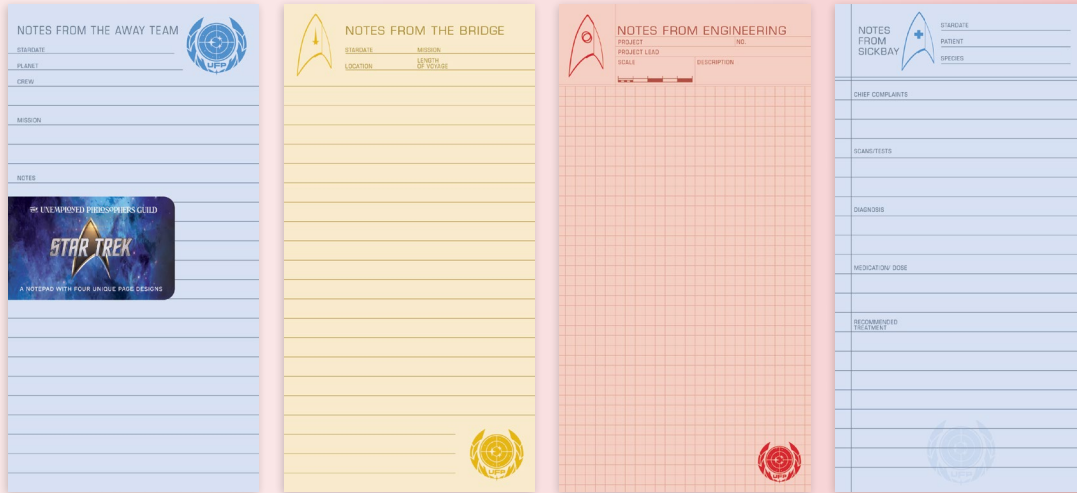 NOTES FROM THE AWAY TEAM
STARDATE
PLANET
CREW
MISSION
NOTES
UFP
THE UNEMPLOYED PHILOSOPHERS GUILD
STAR TREK
A NOTEPAD WITH FOUR UNIQUE PAGE DESIGNS
NOTES FROM THE BRIDGE
STARDATE MISSION
LOCATION LENGTH
OF VOYAGE
UFP
NOTES FROM ENGINEERING
PROJECT NO.
PROJECT LEAD
SCALE DESCRIPTION
UFP
NOTES
FROM
SICKBAY
STARDATE
PATIENT
SPECIES
CHIEF COMPLAINTS
SCANS/TESTS
DIAGNOSIS
MEDICATION/ DOSE
RECOMMENDED
TREATMENT
UFP